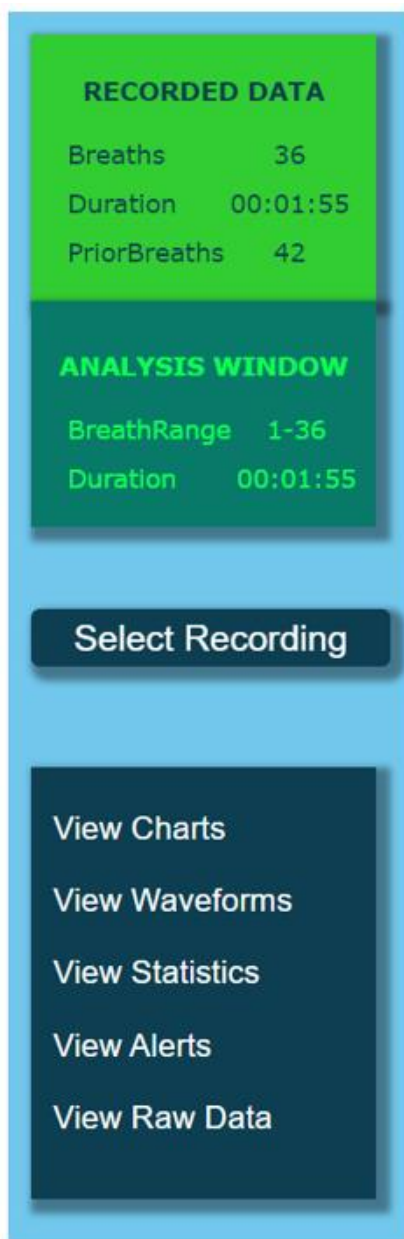 RECORDED DATA
Breaths 36
Duration 00:01:55
PriorBreaths 42
ANALYSIS WINDOW
BreathRange 1-36
Duration 00:01:55
Select Recording
View Charts
View Waveforms
View Statistics
View Alerts
View Raw Data